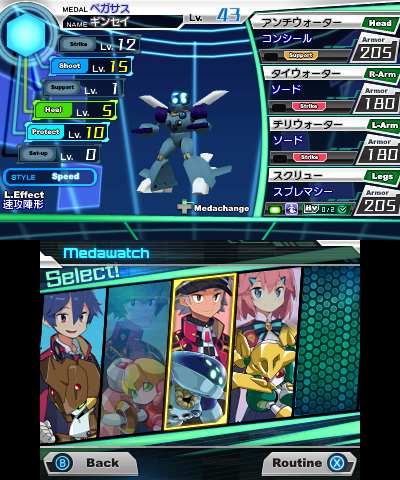 MEDAL ペガサス
NAME ギンセイ
Lv. 43
Strike Lv. 12
Shoot Lv. 15
Support Lv. 1
Heal Lv. 5
Protect Lv. 10
Set-up Lv. 0
STYLE Speed
L.Effect
速攻陣形
Medachange
アンチウォーター Head
コンシール Armor
Support 205
タイウォーター R-Arm
ソード Armor
Strike 180
チリウォーター L-Arm
ソード Armor
Strike 180
スクリュー Legs
スプレマシー Armor
Hv 0/2 205
Medawatch
Select!
B Back
Routine X